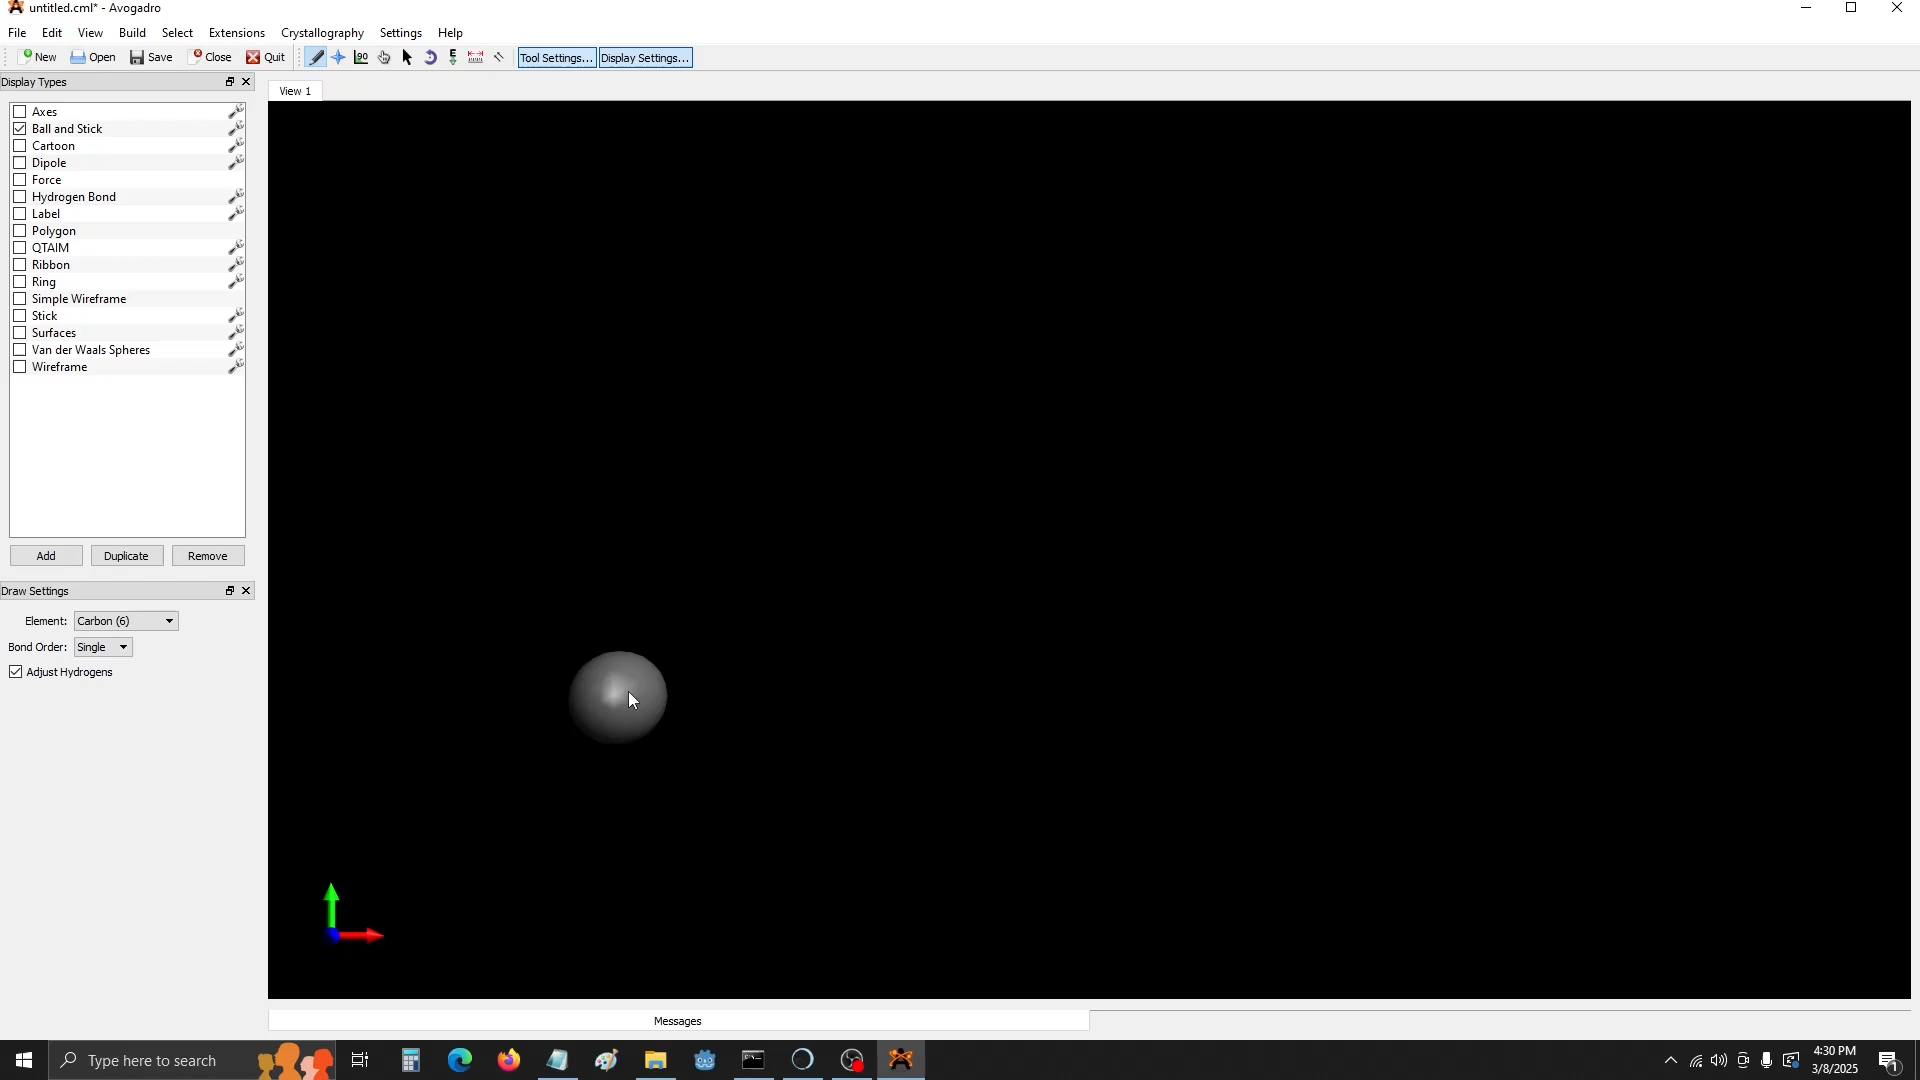 untitled.cml* - Avogadro
File Edit View Build Select Extensions Crystallography Settings Help
New Open Save Close Quit 90 E Tool Settings... Display Settings...
Display Types
View 1
Axes
Ball and Stick
Cartoon
Dipole
Force
Hydrogen Bond
Label
Polygon
QTAIM
Ribbon
Ring
Simple Wireframe
Stick
Surfaces
Van der Waals Spheres
Wireframe
Add Duplicate Remove
Draw Settings
Element: Carbon (6)
Bond Order: Single
Adjust Hydrogens
Messages
Type here to search
4:30 PM
3/8/2025
1